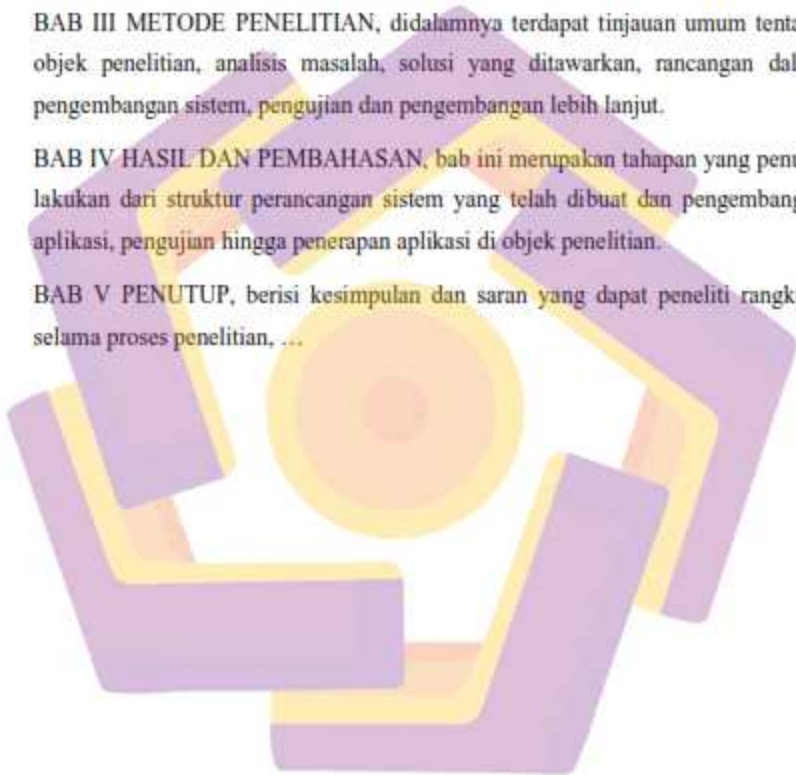 BAB III METODE PENELITIAN, didalamnya terdapat tinjauan umum tenta
objek penelitian, analisis masalah, solusi yang ditawarkan, rancangan dal
pengembangan sistem, pengujian dan pengembangan lebih lanjut.
BAB IV HASIL DAN PEMBAHASAN, bab ini merupakan tahapan yang penu
lakukan dari struktur perancangan sistem yang telah dibuat dan pengembang
aplikasi, pengujian hingga penerapan aplikasi di objek penelitian.
BAB V PENUTUP, berisi kesimpulan dan saran yang dapat peneliti rangku
selama proses penelitian, …